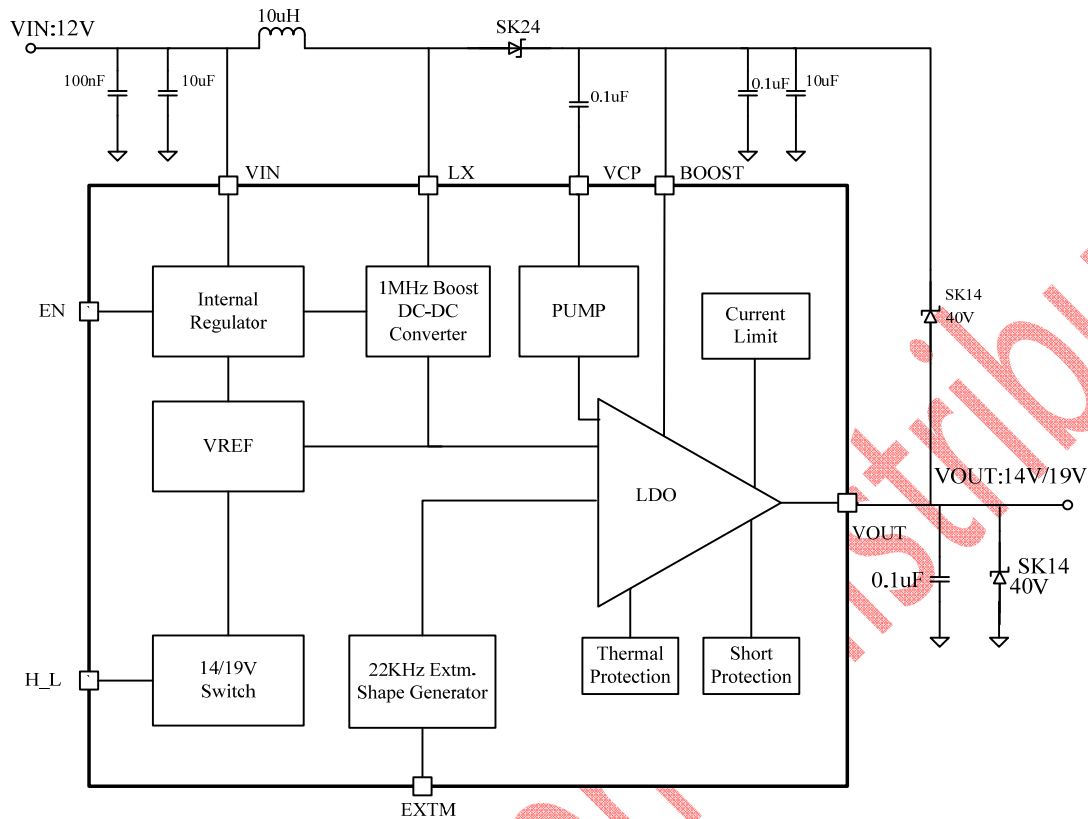 VIN:12V
10uH
SK24
100nF
10uF
0.1uF
0.1uF
10uF
VIN
LX
VCP
BOOST
EN
Internal
Regulator
1MHz Boost
DC-DC
Converter
PUMP
Current
Limit
SK14
40V
VREF
LDO
VOUT:14V/19V
VOUT
0.1uF
SK14
40V
H_L
14/19V
Switch
22KHz Extm.
Shape Generator
Thermal
Protection
Short
Protection
EXTM